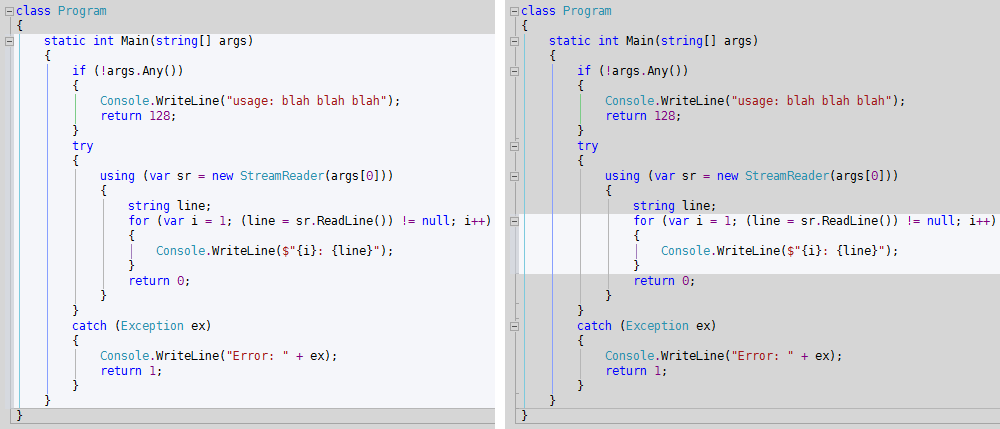 class Program
{
    static int Main(string[] args)
    {
        if (!args.Any())
        {
            Console.WriteLine("usage: blah blah blah");
            return 128;
        }
        try
        {
            using (var sr = new StreamReader(args[0]))
            {
                string line;
                for (var i = 1; (line = sr.ReadLine()) != null; i++)
                {
                    Console.WriteLine($"{i}: {line}");
                }
                return 0;
            }
        }
        catch (Exception ex)
        {
            Console.WriteLine("Error: " + ex);
            return 1;
        }
    }
}
class Program
{
    static int Main(string[] args)
    {
        if (!args.Any())
        {
            Console.WriteLine("usage: blah blah blah");
            return 128;
        }
        try
        {
            using (var sr = new StreamReader(args[0]))
            {
                string line;
                for (var i = 1; (line = sr.ReadLine()) != null; i++)
                {
                    Console.WriteLine($"{i}: {line}");
                }
                return 0;
            }
        }
        catch (Exception ex)
        {
            Console.WriteLine("Error: " + ex);
            return 1;
        }
    }
}